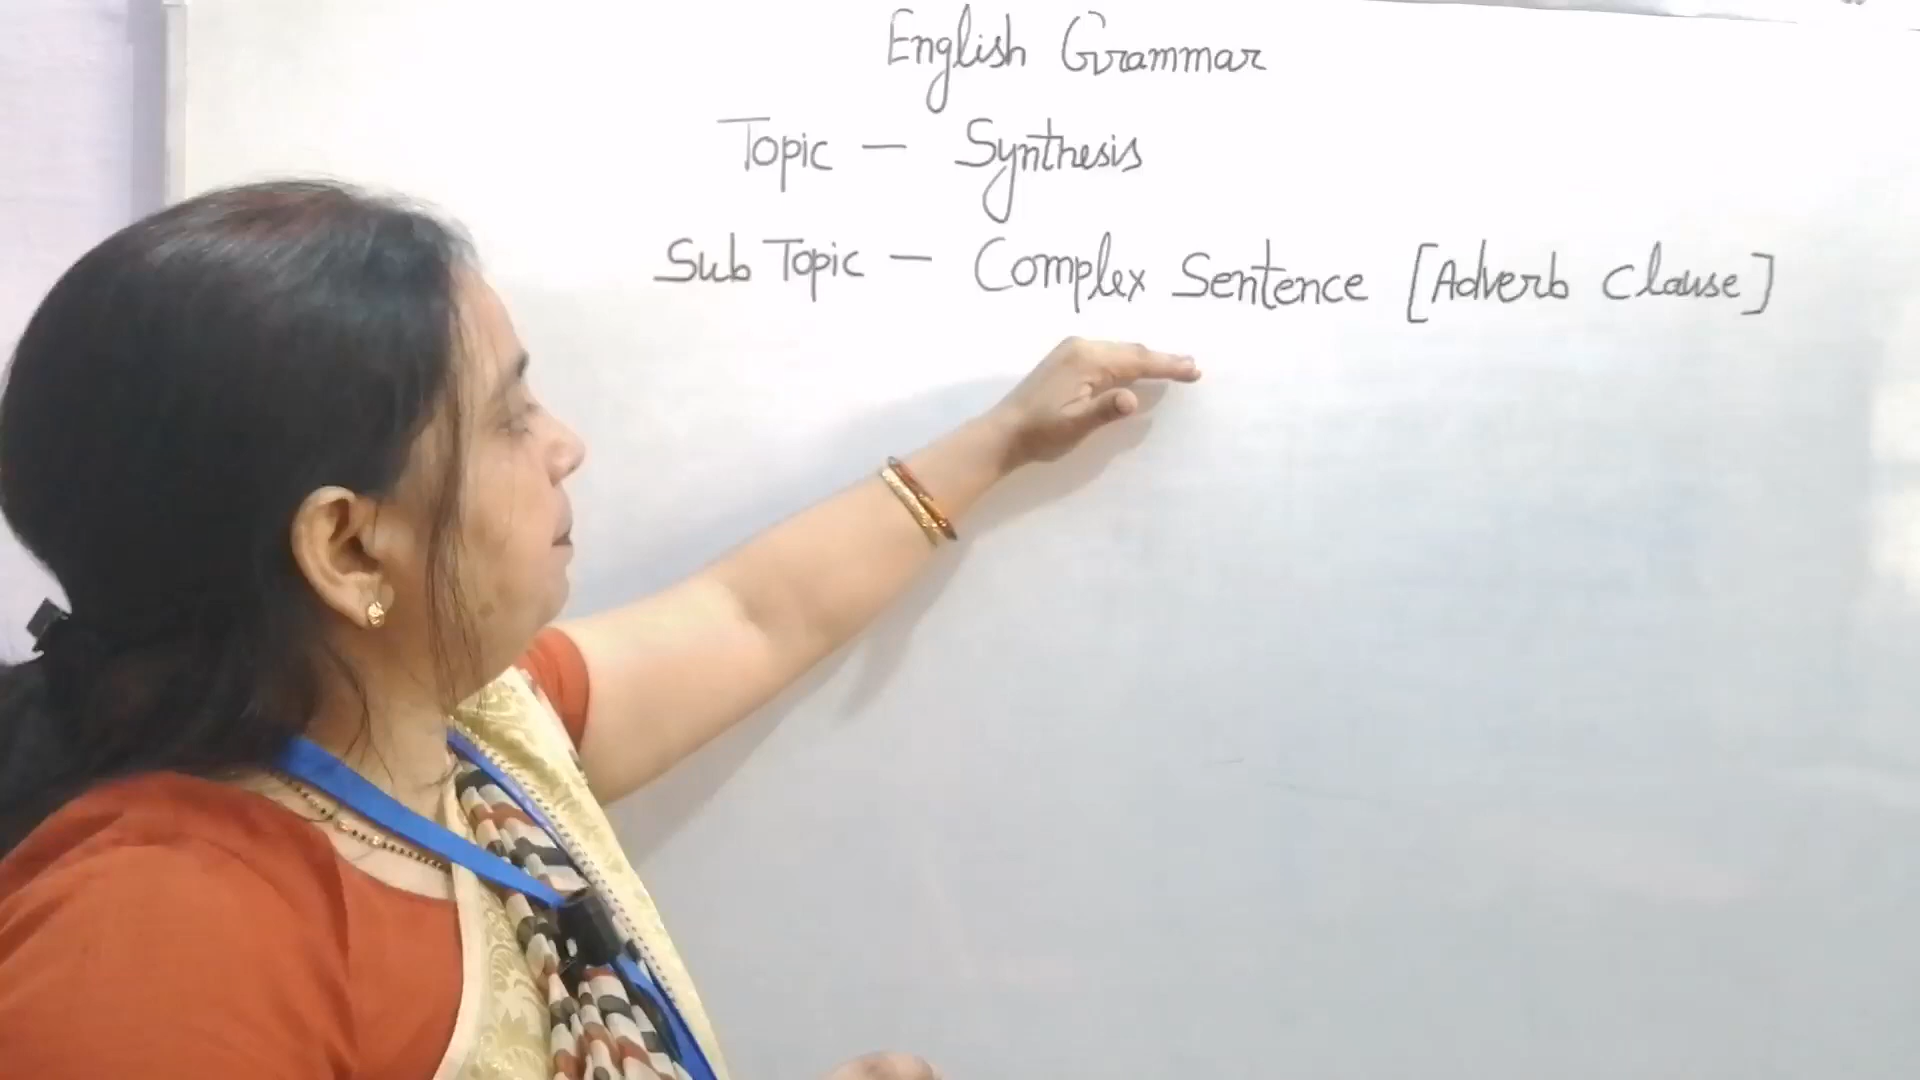 English Grammar
Topic — Synthesis
Sub Topic — Complex Sentence [Adverb Clause]